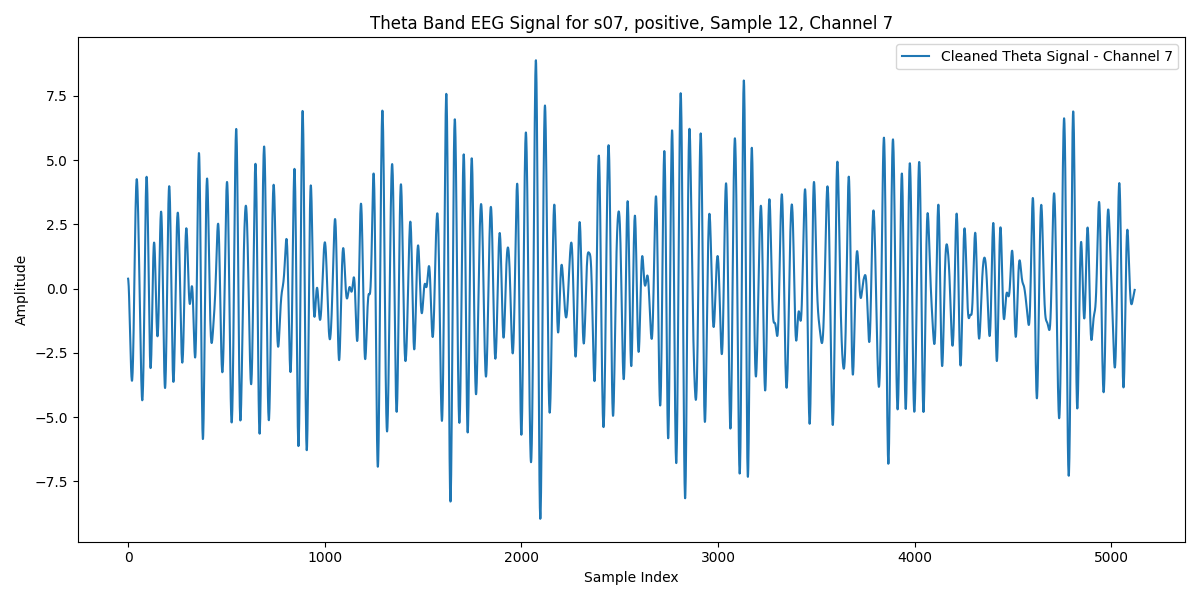 Theta Band EEG Signal for s07, positive, Sample 12, Channel 7
Cleaned Theta Signal - Channel 7
Amplitude
7.5
5.0
2.5
0.0
−2.5
−5.0
−7.5
0 1000 2000 3000 4000 5000
Sample Index